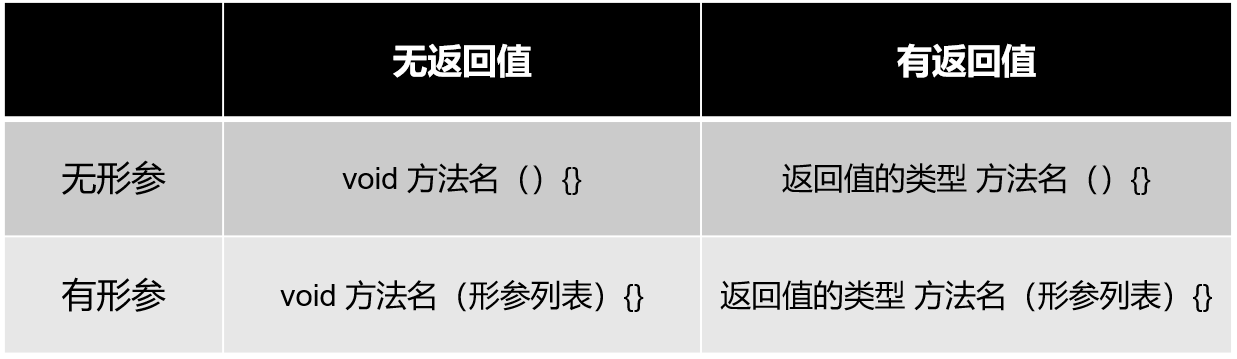 无返回值 有返回值
无形参 void 方法名（）{} 返回值的类型 方法名（）{}
有形参 void 方法名（形参列表）{} 返回值的类型 方法名（形参列表）{}